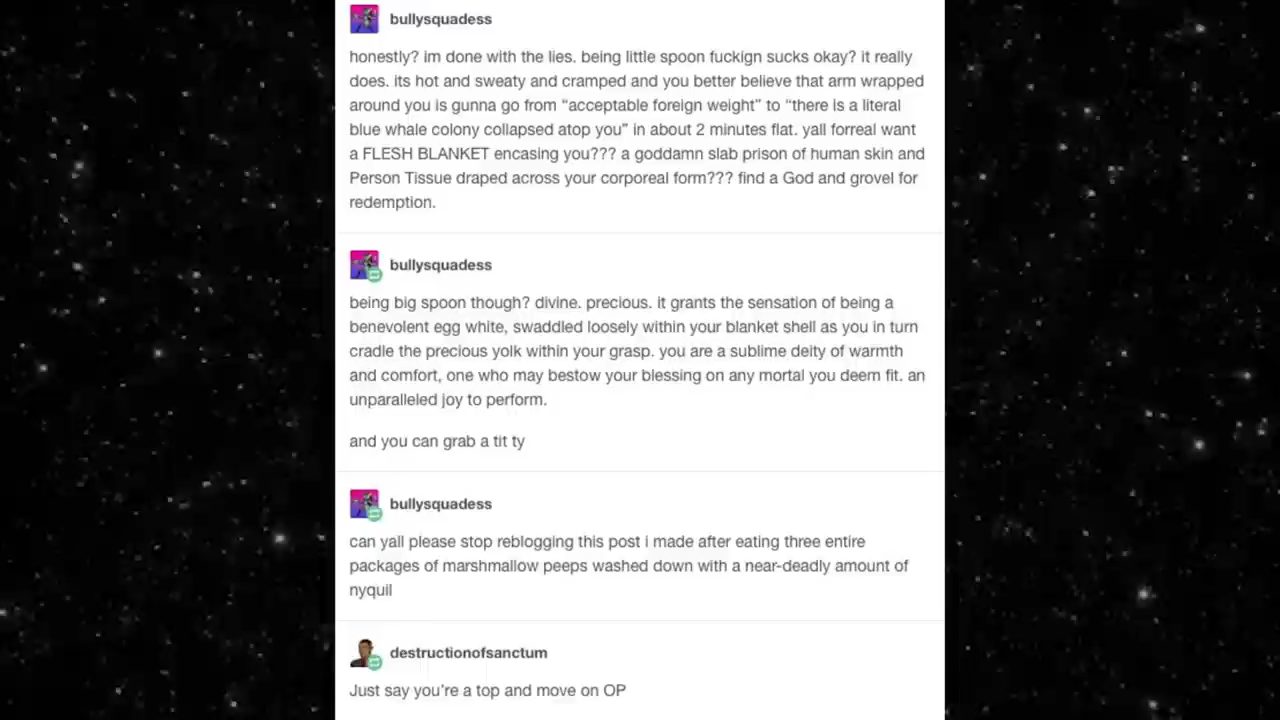 bullysquadess
honestly? im done with the lies. being little spoon fuckign sucks okay? it really
does. its hot and sweaty and cramped and you better believe that arm wrapped
around you is gunna go from “acceptable foreign weight” to “there is a literal
blue whale colony collapsed atop you” in about 2 minutes flat. yall forreal want
a FLESH BLANKET encasing you??? a goddamn slab prison of human skin and
Person Tissue draped across your corporeal form??? find a God and grovel for
redemption.
bullysquadess
being big spoon though? divine. precious. it grants the sensation of being a
benevolent egg white, swaddled loosely within your blanket shell as you in turn
cradle the precious yolk within your grasp. you are a sublime deity of warmth
and comfort, one who may bestow your blessing on any mortal you deem fit. an
unparalleled joy to perform.
and you can grab a tit ty
bullysquadess
can yall please stop reblogging this post i made after eating three entire
packages of marshmallow peeps washed down with a near-deadly amount of
nyquil
destructionofsanctum
Just say you’re a top and move on OP